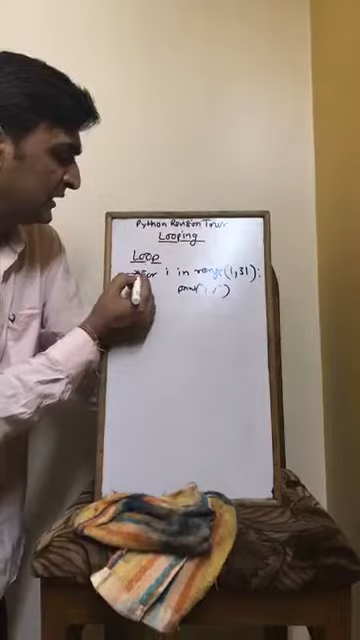 Python Revision Tour
Looping
Loop
for i in range(1,31):
print(